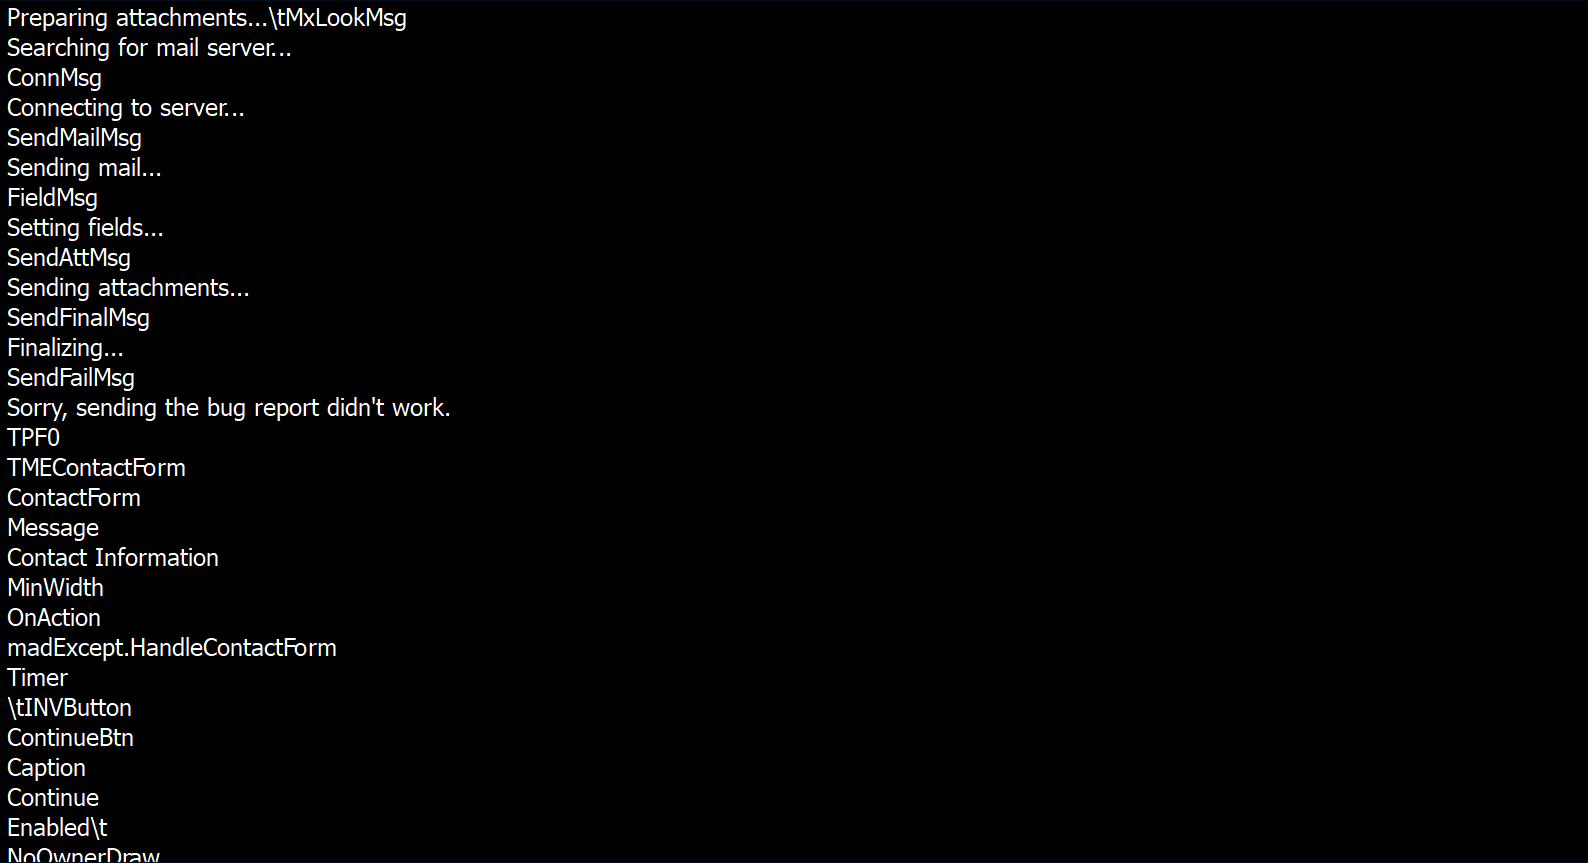 Preparing attachments...\tMxLookMsg
Searching for mail server...
ConnMsg
Connecting to server...
SendMailMsg
Sending mail...
FieldMsg
Setting fields...
SendAttMsg
Sending attachments...
SendFinalMsg
Finalizing...
SendFailMsg
Sorry, sending the bug report didn't work.
TPF0
TMEContactForm
ContactForm
Message
Contact Information
MinWidth
OnAction
madExcept.HandleContactForm
Timer
\tINVButton
ContinueBtn
Caption
Continue
Enabled\t
NoOwnerDraw